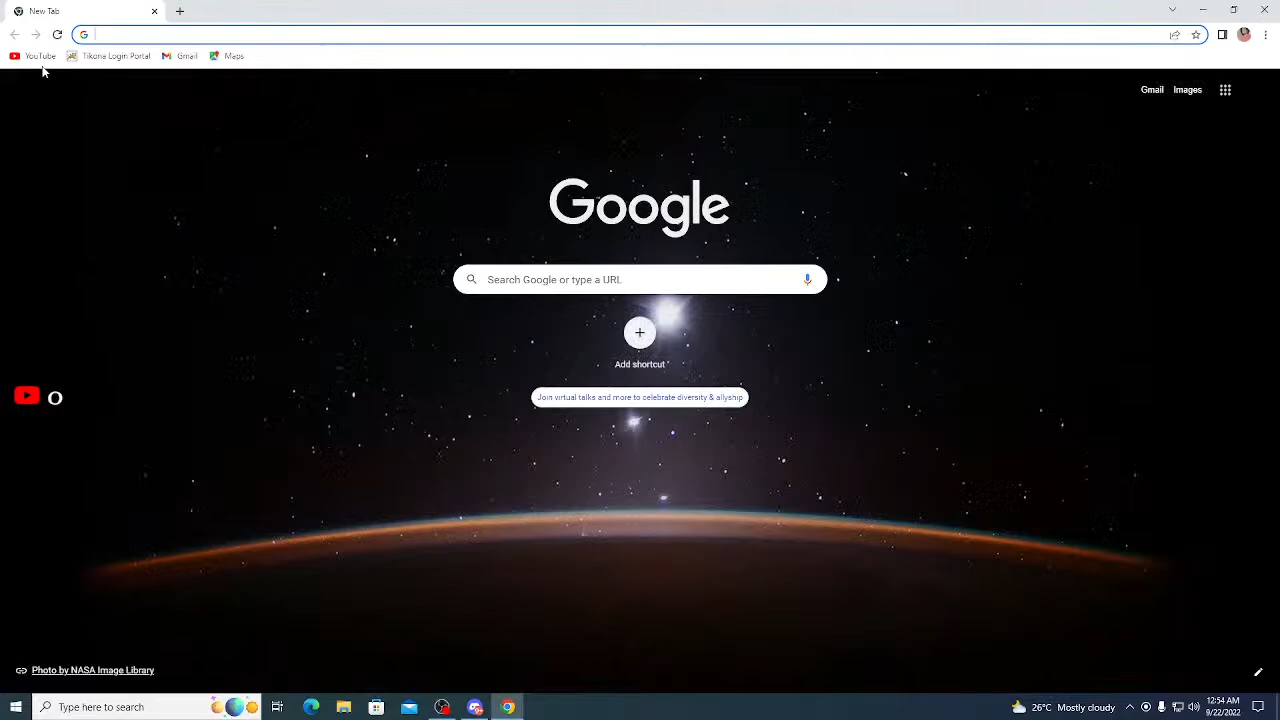 New Tab
YouTube Tikona Login Portal Gmail Maps
Gmail Images
Google
Search Google or type a URL
Add shortcut
Join virtual talks and more to celebrate diversity & allyship
O
Photo by NASA Image Library
Type here to search
26°C Mostly cloudy
12:54 AM
9/22/2022